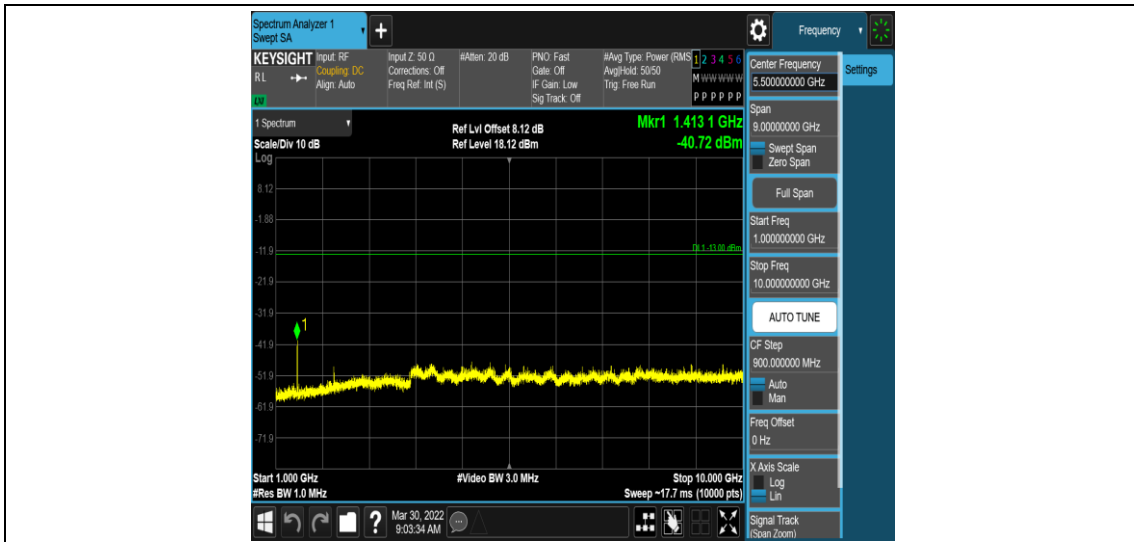 Spectrum Analyzer 1
Swept SA
+
Frequency
KEYSIGHT
RL
LXI
Input: RF
Coupling: DC
Align: Auto
Input Z: 50 Ω
Corrections: Off
Freq Ref: Int (S)
#Atten: 20 dB
PNO: Fast
Gate: Off
IF Gain: Low
Sig Track: Off
#Avg Type: Power (RMS
Avg|Hold: 50/50
Trig: Free Run
1 2 3 4 5 6
M W W W W W
P P P P P P
1 Spectrum
Scale/Div 10 dB
Log
Ref Lvl Offset 8.12 dB
Ref Level 18.12 dBm
Mkr1 1.413 1 GHz
-40.72 dBm
8.12
-1.88
-11.9
DL1 -13.00 dBm
-21.9
-31.9
1
-41.9
-51.9
-61.9
-71.9
Start 1.000 GHz
#Res BW 1.0 MHz
#Video BW 3.0 MHz
Stop 10.000 GHz
Sweep ~17.7 ms (10000 pts)
?
Mar 30, 2022
9:03:34 AM
Center Frequency
5.500000000 GHz
Settings
Span
9.00000000 GHz
Swept Span
Zero Span
Full Span
Start Freq
1.000000000 GHz
Stop Freq
10.000000000 GHz
AUTO TUNE
CF Step
900.000000 MHz
Auto
Man
Freq Offset
0 Hz
X Axis Scale
Log
Lin
Signal Track
(Span Zoom)